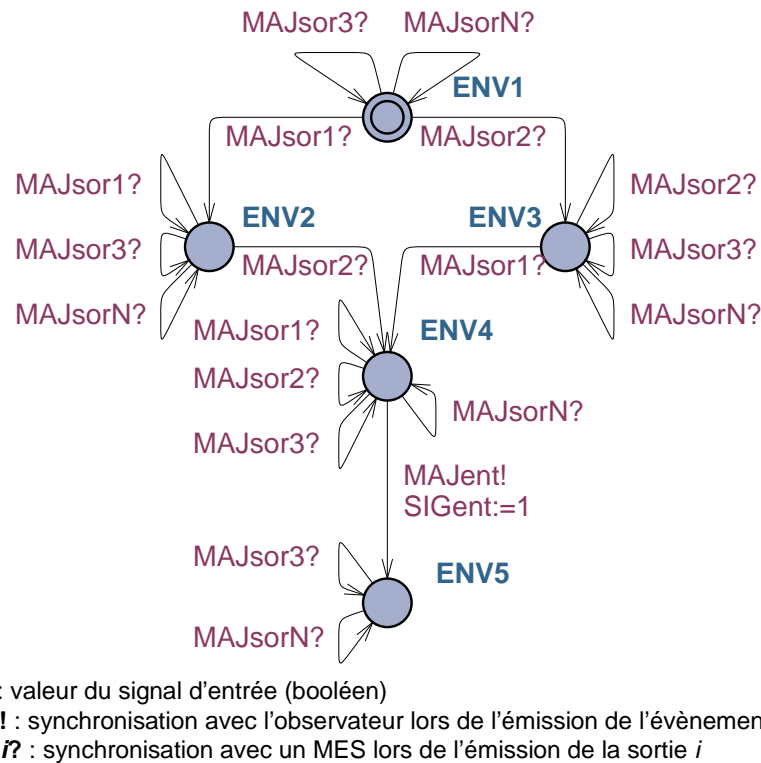 MAJsor3? MAJsorN?
ENV1
MAJsor1? MAJsor2?
MAJsor1? MAJsor2?
ENV2 ENV3
MAJsor3? MAJsor2? MAJsor1? MAJsor3?
MAJsorN? MAJsorN?
MAJsor1? ENV4
MAJsor2?
MAJsorN?
MAJsor3?
MAJent!
SIGent:=1
MAJsor3?
ENV5
MAJsorN?
: valeur du signal d'entrée (booléen)
! : synchronisation avec l'observateur lors de l'émission de l'évènemen
i? : synchronisation avec un MES lors de l'émission de la sortie i